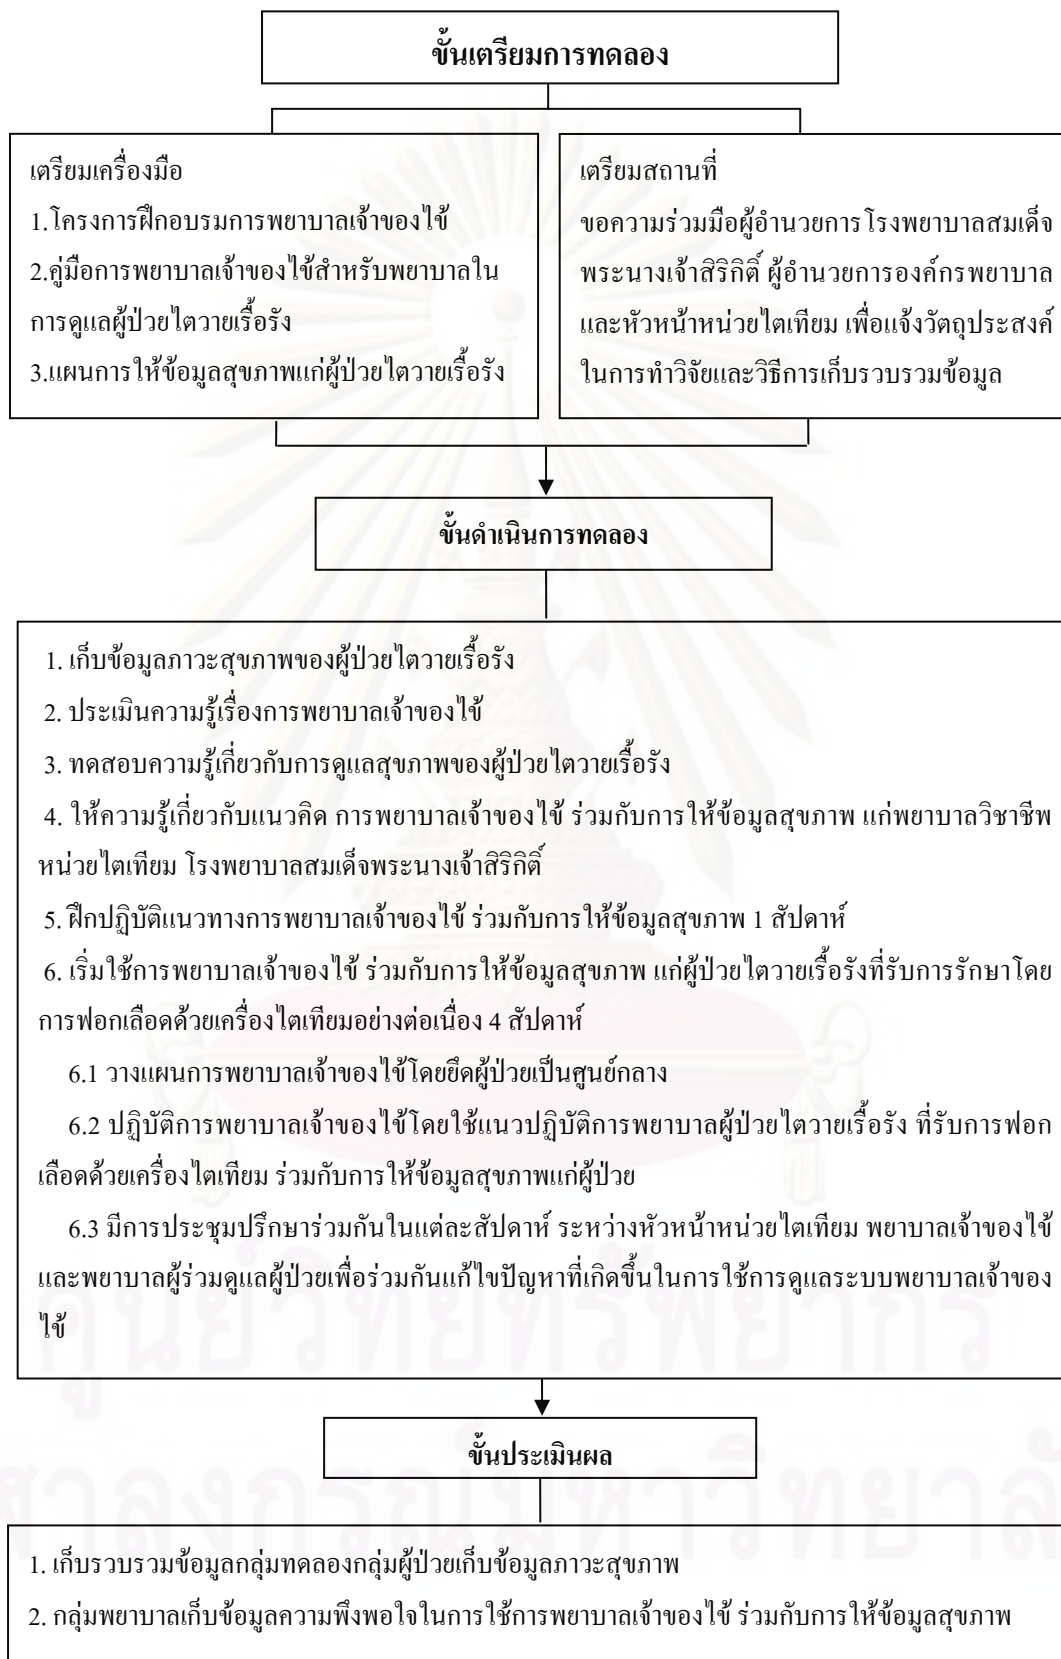 ขั้นเตรียมการทดลอง
เตรียมเครื่องมือ
1.โครงการฝึกอบรมการพยาบาลเจ้าของไข้
2.คู่มือการพยาบาลเจ้าของไข้สำหรับพยาบาลใน
การดูแลผู้ป่วยไตวายเรื้อรัง
3.แผนการให้ข้อมูลสุขภาพแก่ผู้ป่วยไตวายเรื้อรัง
เตรียมสถานที่
ขอความร่วมมือผู้อำนวยการโรงพยาบาลสมเด็จ
พระนางเจ้าสิริกิติ์ ผู้อำนวยการองค์กรพยาบาล
และหัวหน้าหน่วยไตเทียม เพื่อแจ้งวัตถุประสงค์
ในการทำวิจัยและวิธีการเก็บรวบรวมข้อมูล
ขั้นดำเนินการทดลอง
1. เก็บข้อมูลภาวะสุขภาพของผู้ป่วยไตวายเรื้อรัง
2. ประเมินความรู้เรื่องการพยาบาลเจ้าของไข้
3. ทดสอบความรู้เกี่ยวกับการดูแลสุขภาพของผู้ป่วยไตวายเรื้อรัง
4. ให้ความรู้เกี่ยวกับแนวคิด การพยาบาลเจ้าของไข้ ร่วมกับการให้ข้อมูลสุขภาพ แก่พยาบาลวิชาชีพ
หน่วยไตเทียม โรงพยาบาลสมเด็จพระนางเจ้าสิริกิติ์
5. ฝึกปฏิบัติแนวทางการพยาบาลเจ้าของไข้ ร่วมกับการให้ข้อมูลสุขภาพ 1 สัปดาห์
6. เริ่มใช้การพยาบาลเจ้าของไข้ ร่วมกับการให้ข้อมูลสุขภาพ แก่ผู้ป่วยไตวายเรื้อรังที่รับการรักษาโดย
การฟอกเลือดด้วยเครื่องไตเทียมอย่างต่อเนื่อง 4 สัปดาห์
6.1 วางแผนการพยาบาลเจ้าของไข้โดยยึดผู้ป่วยเป็นศูนย์กลาง
6.2 ปฏิบัติการพยาบาลเจ้าของไข้โดยใช้แนวปฏิบัติการพยาบาลผู้ป่วยไตวายเรื้อรัง ที่รับการฟอก
เลือดด้วยเครื่องไตเทียม ร่วมกับการให้ข้อมูลสุขภาพแก่ผู้ป่วย
6.3 มีการประชุมปรึกษาร่วมกันในแต่ละสัปดาห์ ระหว่างหัวหน้าหน่วยไตเทียม พยาบาลเจ้าของไข้
และพยาบาลผู้ร่วมดูแลผู้ป่วยเพื่อร่วมกันแก้ไขปัญหาที่เกิดขึ้นในการใช้การดูแลระบบพยาบาลเจ้าของ
ไข้
ศูนย์วิทยทรัพยากร
ขั้นประเมินผล
ฬาลงกรณ์มหาวิทยาลั
1. เก็บรวบรวมข้อมูลกลุ่มทดลองกลุ่มผู้ป่วยเก็บข้อมูลภาวะสุขภาพ
2. กลุ่มพยาบาลเก็บข้อมูลความพึงพอใจในการใช้การพยาบาลเจ้าของไข้ ร่วมกับการให้ข้อมูลสุขภาพ